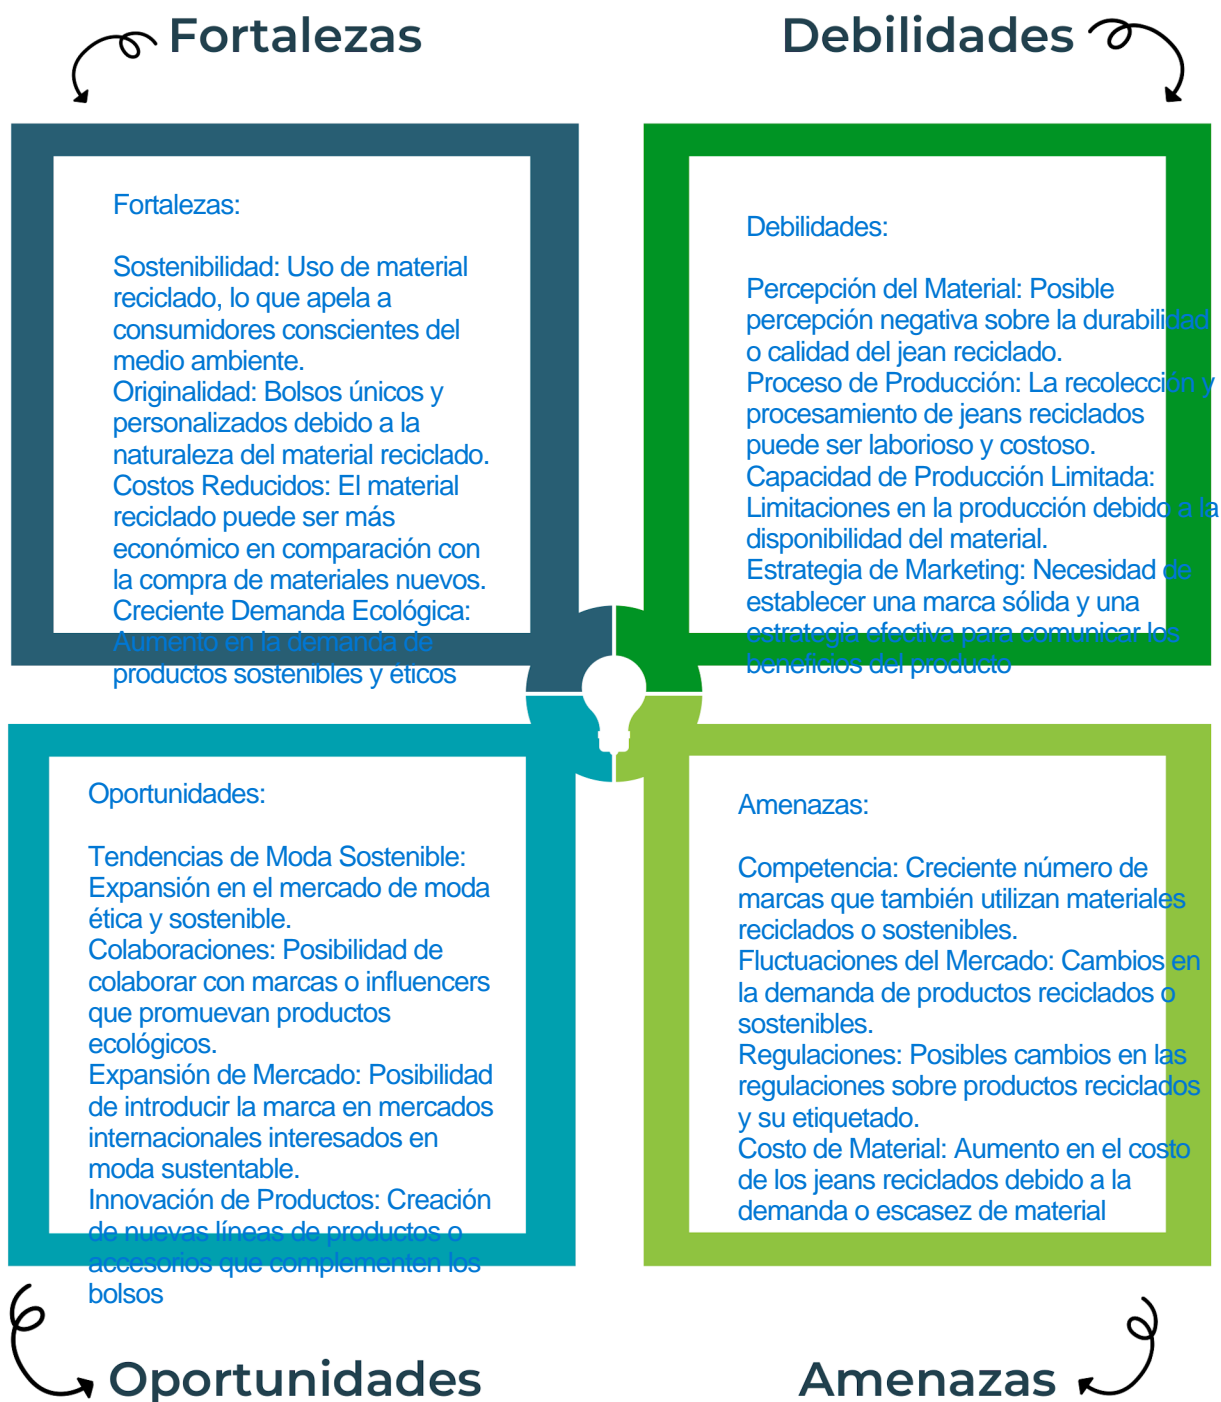 Fortalezas
Debilidades
Fortalezas:
Sostenibilidad: Uso de material
reciclado, lo que apela a
consumidores conscientes del
medio ambiente.
Originalidad: Bolsos únicos y
personalizados debido a la
naturaleza del material reciclado.
Costos Reducidos: El material
reciclado puede ser más
económico en comparación con
la compra de materiales nuevos.
Creciente Demanda Ecológica:
Aumento en la demanda de
productos sostenibles y éticos
Debilidades:
Percepción del Material: Posible
percepción negativa sobre la durabilidad
o calidad del jean reciclado.
Proceso de Producción: La recolección y
procesamiento de jeans reciclados
puede ser laborioso y costoso.
Capacidad de Producción Limitada:
Limitaciones en la producción debido a la
disponibilidad del material.
Estrategia de Marketing: Necesidad de
establecer una marca sólida y una
estrategia efectiva para comunicar los
beneficios del producto
Oportunidades:
Tendencias de Moda Sostenible:
Expansión en el mercado de moda
ética y sostenible.
Colaboraciones: Posibilidad de
colaborar con marcas o influencers
que promuevan productos
ecológicos.
Expansión de Mercado: Posibilidad
de introducir la marca en mercados
internacionales interesados en
moda sustentable.
Innovación de Productos: Creación
de nuevas líneas de productos o
accesorios que complementen los
bolsos
Amenazas:
Competencia: Creciente número de
marcas que también utilizan materiales
reciclados o sostenibles.
Fluctuaciones del Mercado: Cambios en
la demanda de productos reciclados o
sostenibles.
Regulaciones: Posibles cambios en las
regulaciones sobre productos reciclados
y su etiquetado.
Costo de Material: Aumento en el costo
de los jeans reciclados debido a la
demanda o escasez de material
Oportunidades
Amenazas